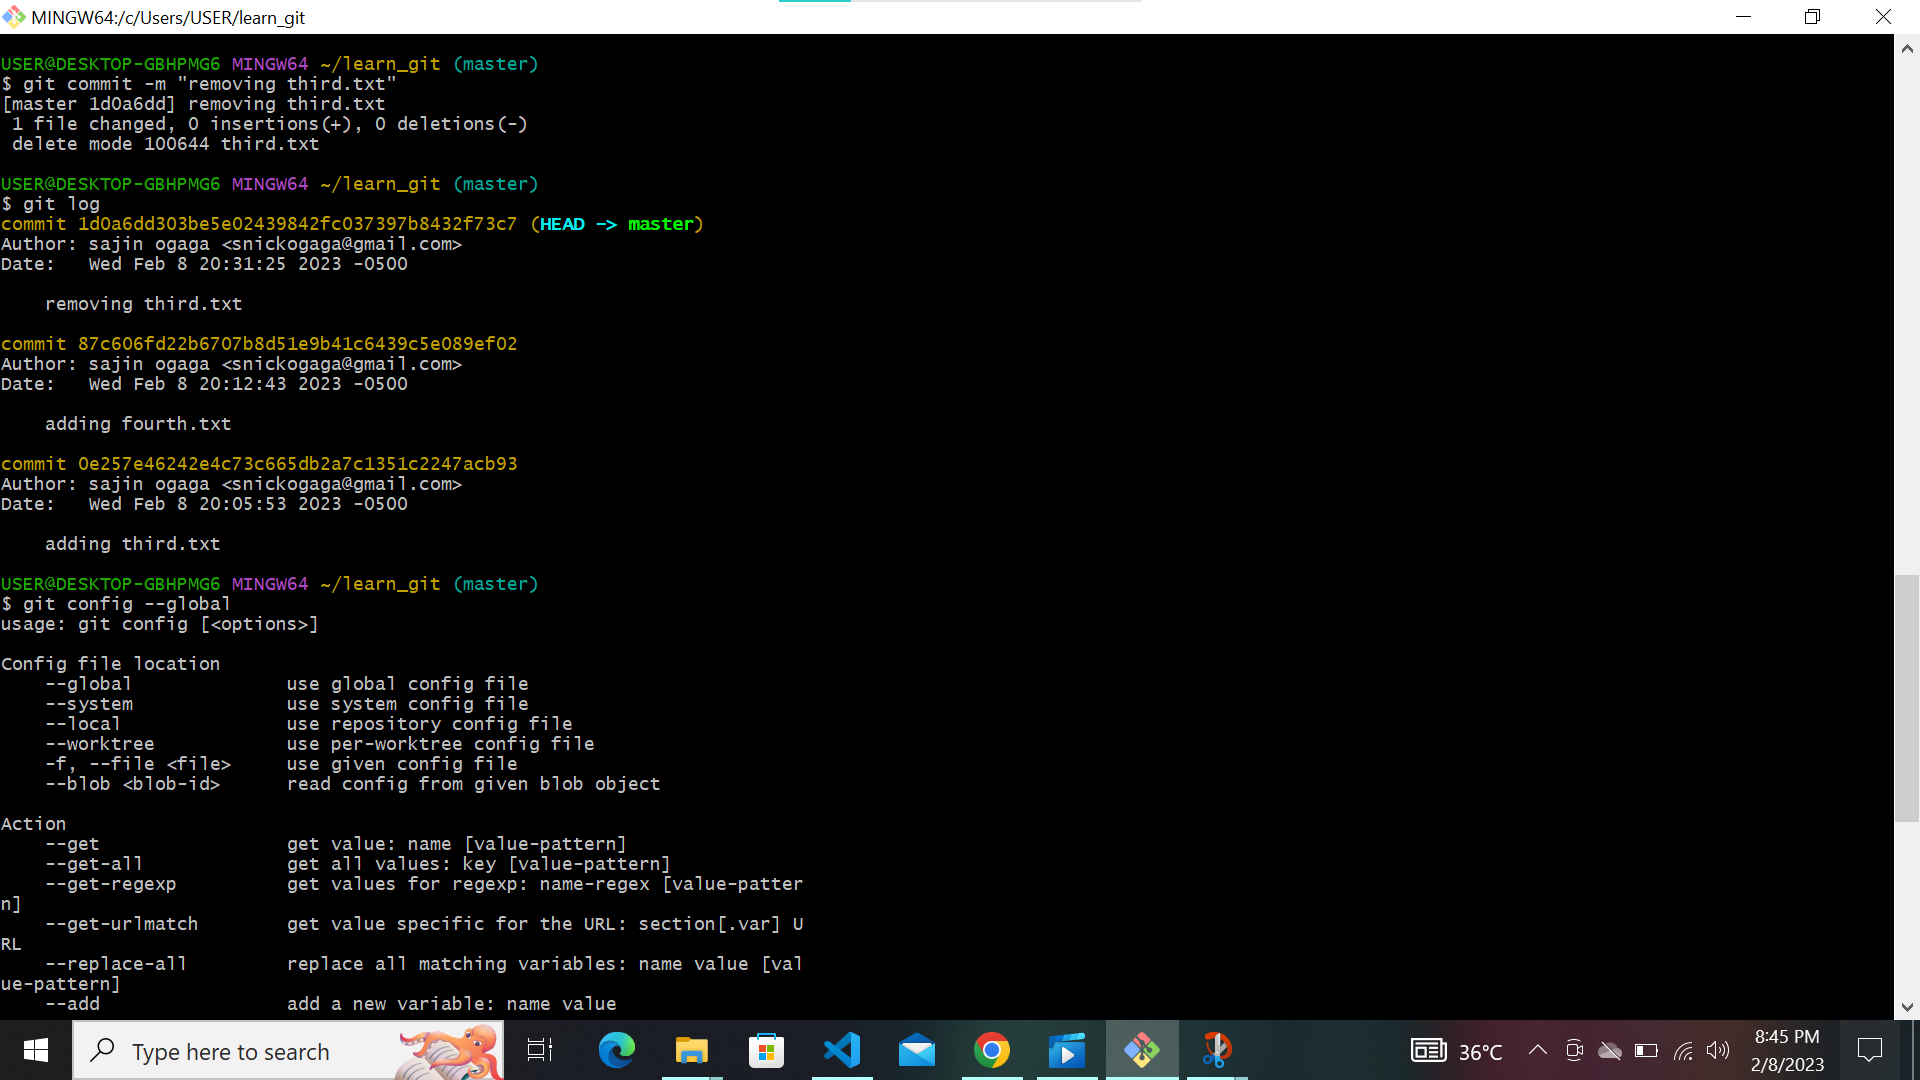 MINGW64:/c/Users/USER/learn_git
USER@DESKTOP-GBHPMG6 MINGW64 ~/learn_git (master)
$ git commit -m "removing third.txt"
[master 1d0a6dd] removing third.txt
 1 file changed, 0 insertions(+), 0 deletions(-)
 delete mode 100644 third.txt
USER@DESKTOP-GBHPMG6 MINGW64 ~/learn_git (master)
$ git log
commit 1d0a6dd303be5e02439842fc037397b8432f73c7 (HEAD -> master)
Author: sajin ogaga <snickogaga@gmail.com>
Date:   Wed Feb 8 20:31:25 2023 -0500
    removing third.txt
commit 87c606fd22b6707b8d51e9b41c6439c5e089ef02
Author: sajin ogaga <snickogaga@gmail.com>
Date:   Wed Feb 8 20:12:43 2023 -0500
    adding fourth.txt
commit 0e257e46242e4c73c665db2a7c1351c2247acb93
Author: sajin ogaga <snickogaga@gmail.com>
Date:   Wed Feb 8 20:05:53 2023 -0500
    adding third.txt
USER@DESKTOP-GBHPMG6 MINGW64 ~/learn_git (master)
$ git config --global
usage: git config [<options>]
Config file location
    --global              use global config file
    --system              use system config file
    --local               use repository config file
    --worktree            use per-worktree config file
    -f, --file <file>     use given config file
    --blob <blob-id>      read config from given blob object
Action
    --get                 get value: name [value-pattern]
    --get-all             get all values: key [value-pattern]
    --get-regexp          get values for regexp: name-regex [value-patter
n]
    --get-urlmatch        get value specific for the URL: section[.var] U
RL
    --replace-all         replace all matching variables: name value [val
ue-pattern]
    --add                 add a new variable: name value
Type here to search
36°C
8:45 PM
2/8/2023